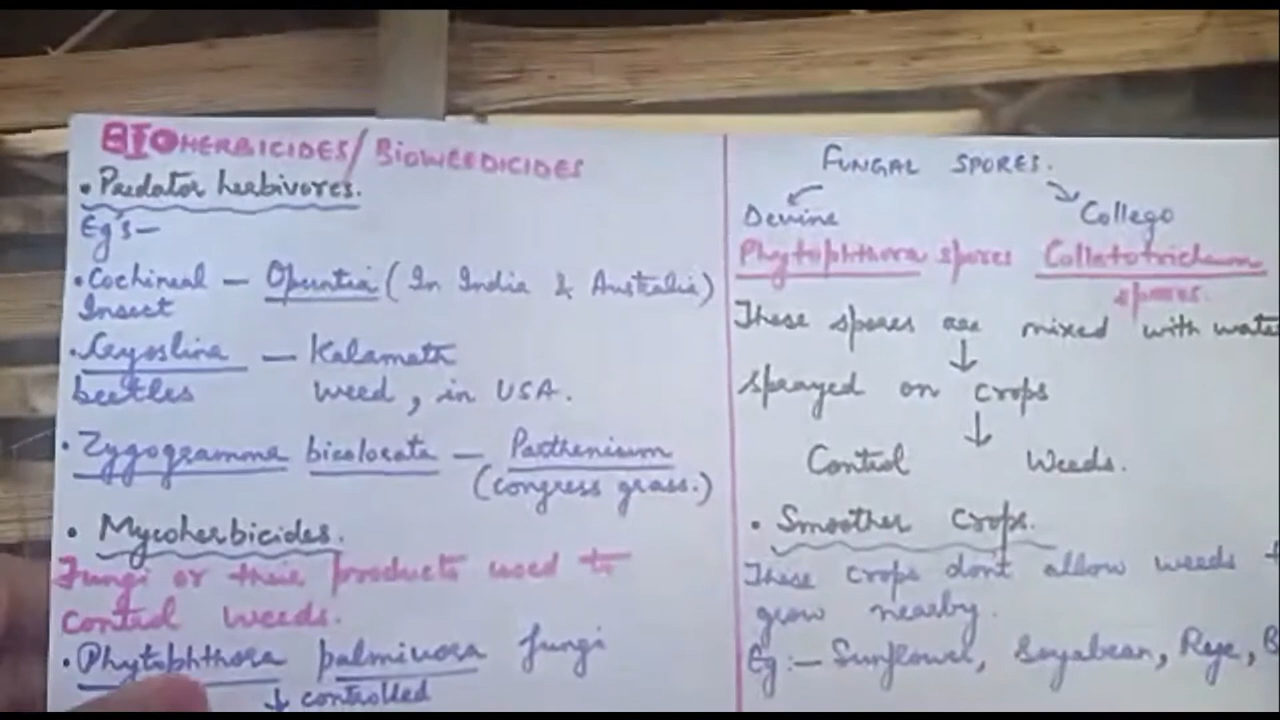 BIOHERBICIDES/BIOWEEDICIDES
• Predator herbivores.
Eg's—
• Cochineal — Opuntia (In India & Australia)
Insect
beetles
— Kalamath
weed, in USA.
• Zygogramma bicolorata — Parthenium
(congress grass.)
• Mycoherbicides.
Fungi or their products used to
control weeds.
• Phytophthora palmivora fungi
↓ controlled
FUNGAL SPORES.
Devine
Collego
Phytophthora spores
Colletotrichum
spores.
These spores are mixed with wate
↓
sprayed on crops
↓
Control Weeds.
• Smoother Crops.
These crops don't allow weeds t
grow nearby.
Eg:— Sunflower, Soyabean, Rye, B